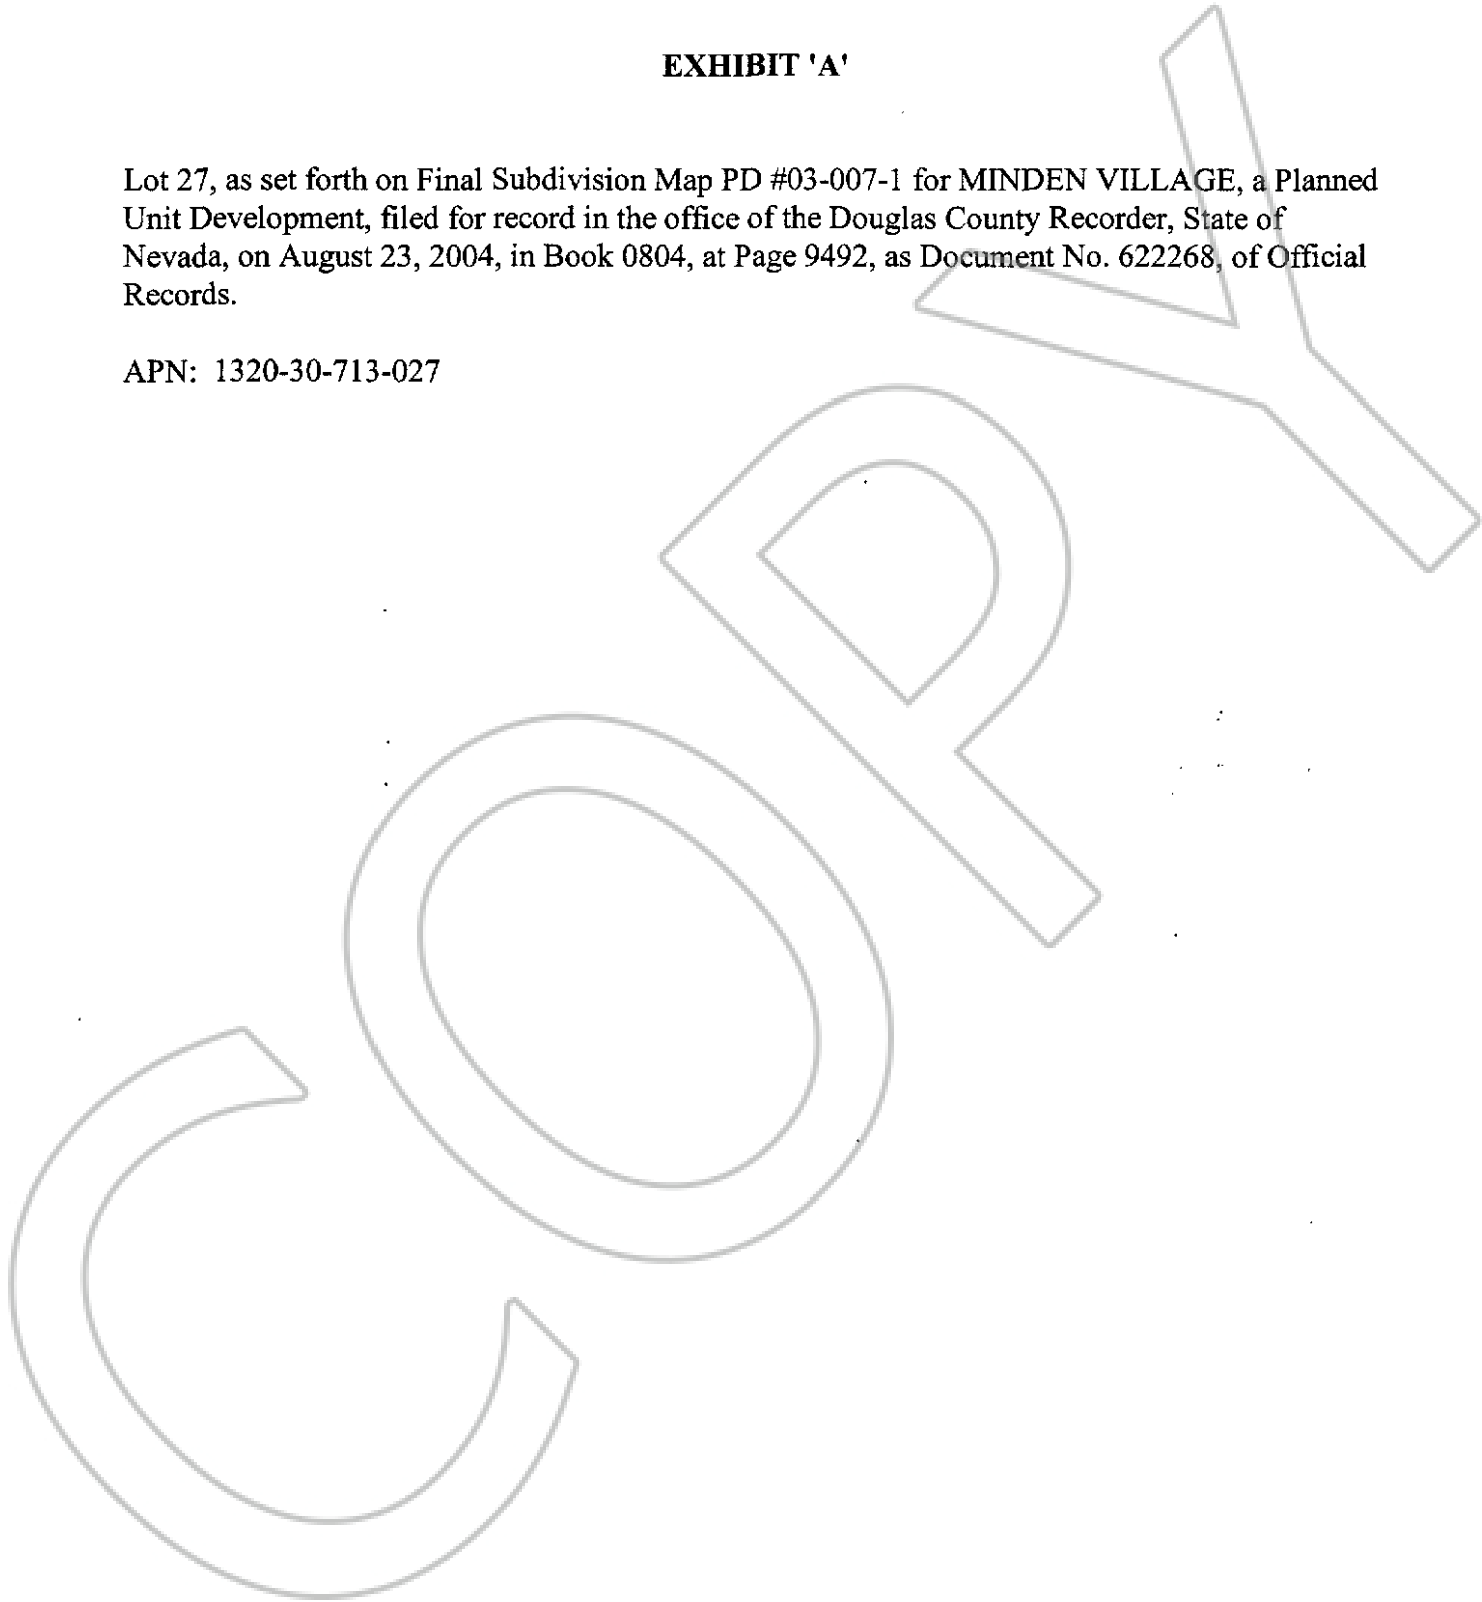 EXHIBIT 'A'
Lot 27, as set forth on Final Subdivision Map PD #03-007-1 for MINDEN VILLAGE, a Planned
Unit Development, filed for record in the office of the Douglas County Recorder, State of
Nevada, on August 23, 2004, in Book 0804, at Page 9492, as Document No. 622268, of Official
Records.
APN: 1320-30-713-027
COPY